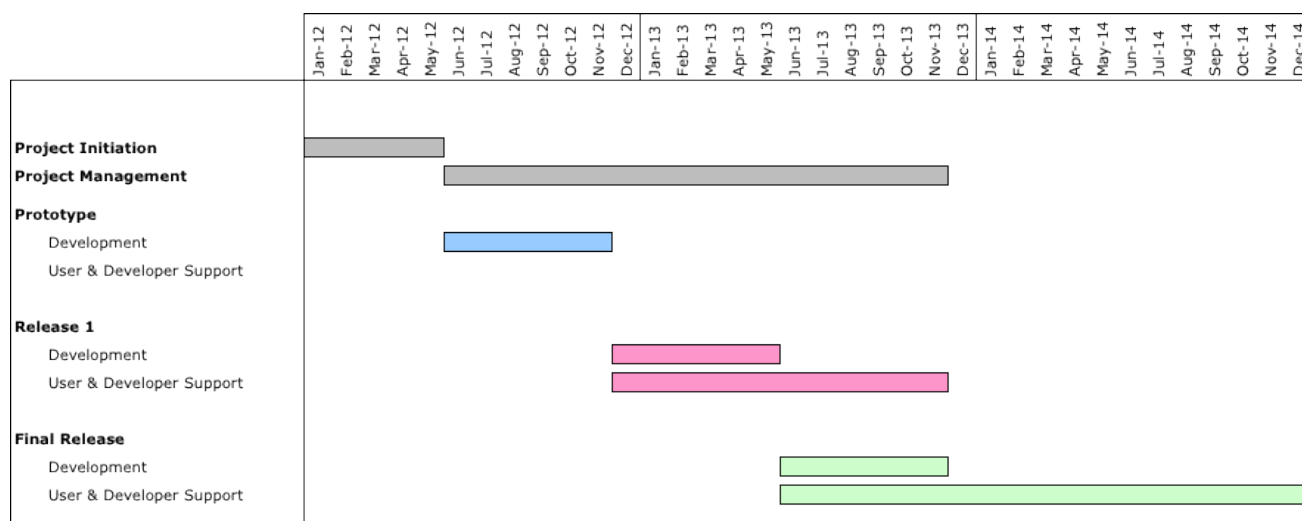 Jan-12
Feb-12
Mar-12
Apr-12
May-12
Jun-12
Jul-12
Aug-12
Sep-12
Oct-12
Nov-12
Dec-12
Jan-13
Feb-13
Mar-13
Apr-13
May-13
Jun-13
Jul-13
Aug-13
Sep-13
Oct-13
Nov-13
Dec-13
Jan-14
Feb-14
Mar-14
Apr-14
May-14
Jun-14
Jul-14
Aug-14
Sep-14
Oct-14
Nov-14
Dec-14
Project Initiation
Project Management
Prototype
Development
User & Developer Support
Release 1
Development
User & Developer Support
Final Release
Development
User & Developer Support